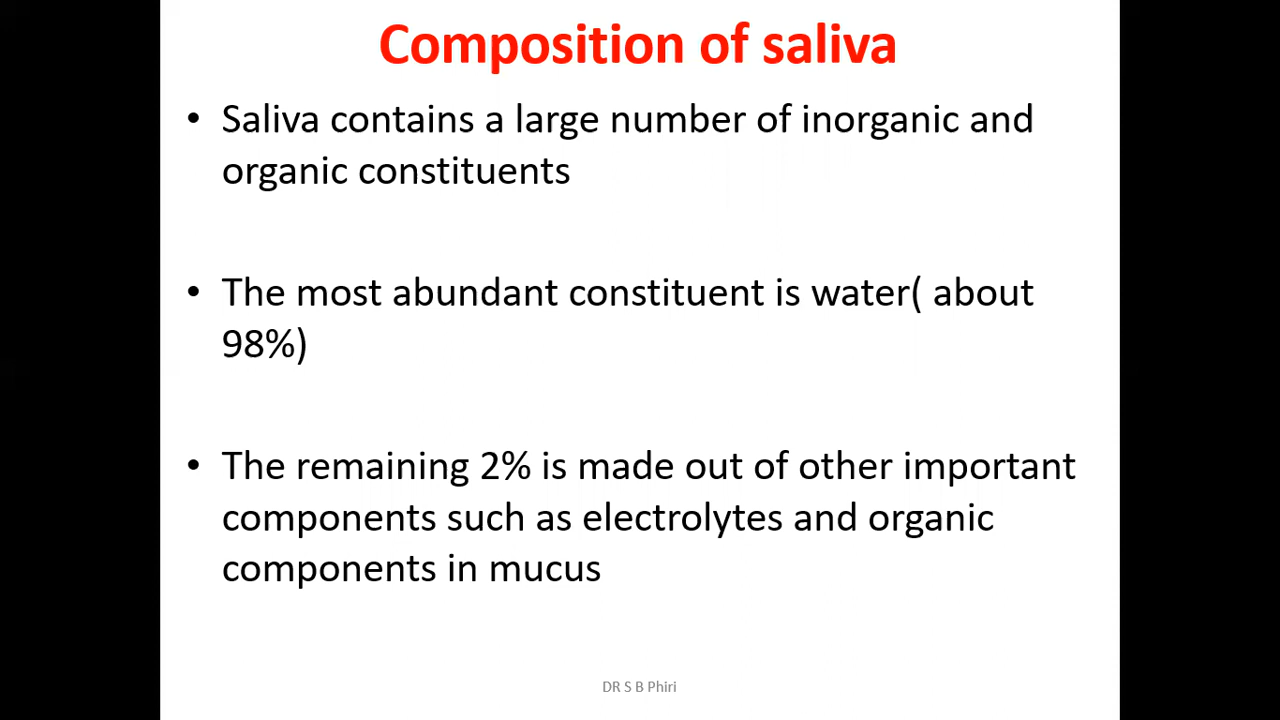 Composition of saliva
• Saliva contains a large number of inorganic and
organic constituents
• The most abundant constituent is water( about
98%)
• The remaining 2% is made out of other important
components such as electrolytes and organic
components in mucus
DR S B Phiri